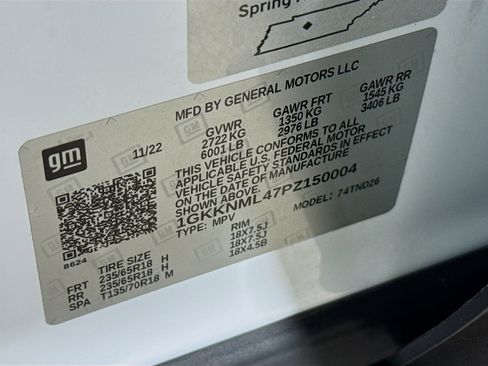 Spring
MFD BY GENERAL MOTORS LLC
gm
11/22
GVWR GAWR FRT GAWR RR
2722 KG 1350 KG 1545 KG
6001 LB 2976 LB 3406 LB
THIS VEHICLE CONFORMS TO ALL
APPLICABLE U.S. FEDERAL MOTOR
VEHICLE SAFETY STANDARDS IN EFFECT
ON THE DATE OF MANUFACTURE
SHOWN ABOVE.
1GKKNML47PZ150004
TYPE: MPV MODEL: 74TND26
8624
TIRE SIZE RIM
FRT 235/65R18 H 18X7.5J
RR 235/65R18 H 18X7.5J
SPA T135/70R18 M 18X4.5B